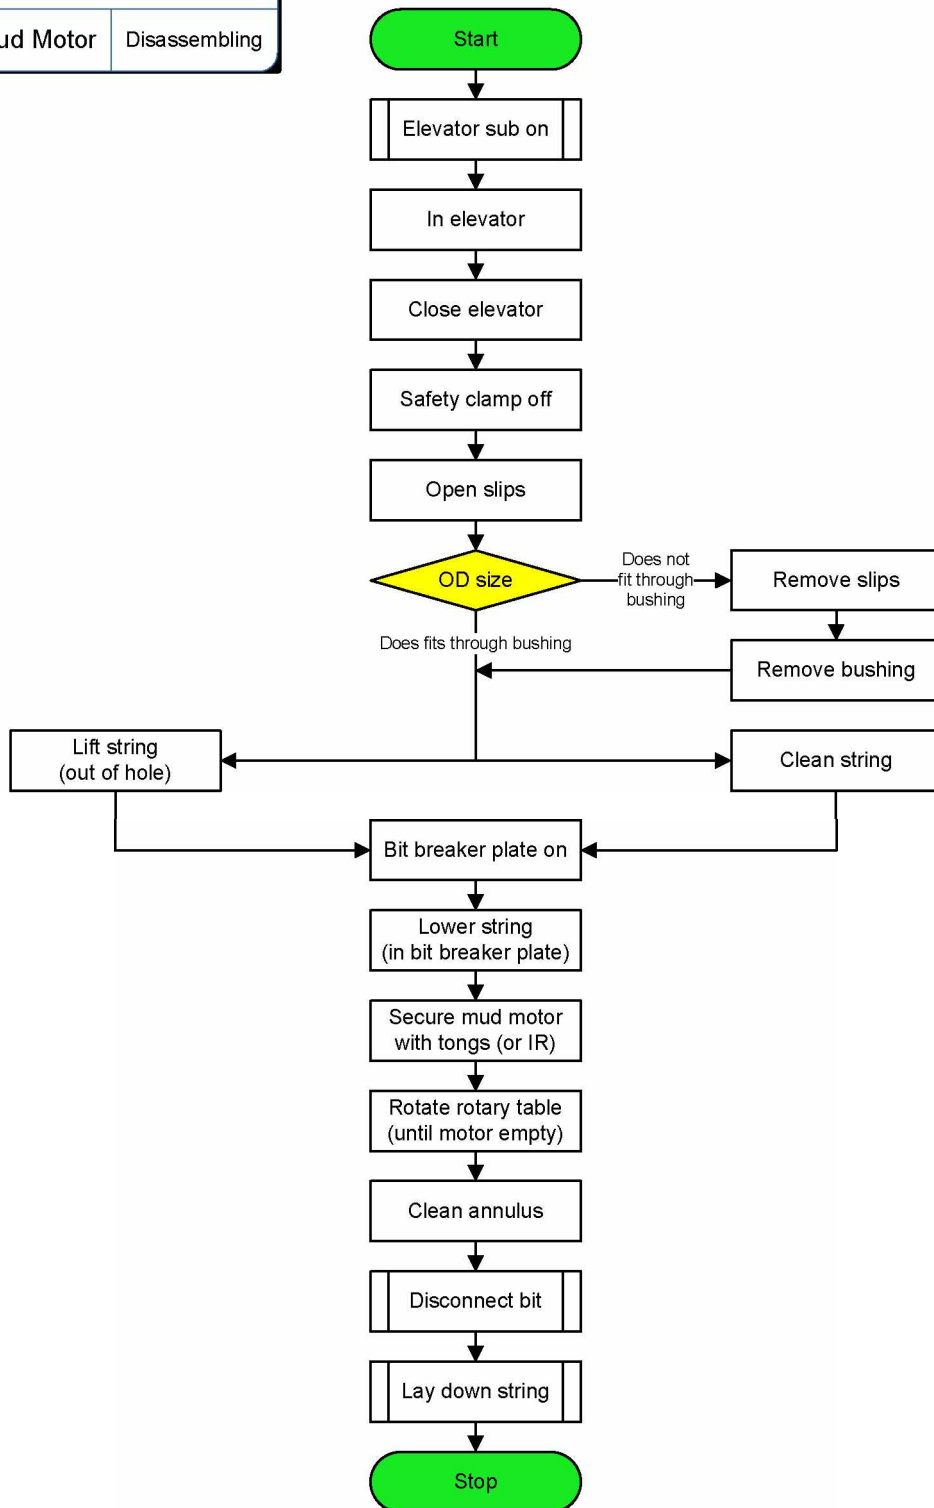 Motor
Disassembling
Start
Elevator sub on
In elevator
Close elevator
Safety clamp off
Open slips
OD size
Does not
fit through
bushing
Remove slips
Does fits through bushing
Remove bushing
Lift string
(out of hole)
Clean string
Bit breaker plate on
Lower string
(in bit breaker plate)
Secure mud motor
with tongs (or IR)
Rotate rotary table
(until motor empty)
Clean annulus
Disconnect bit
Lay down string
Stop